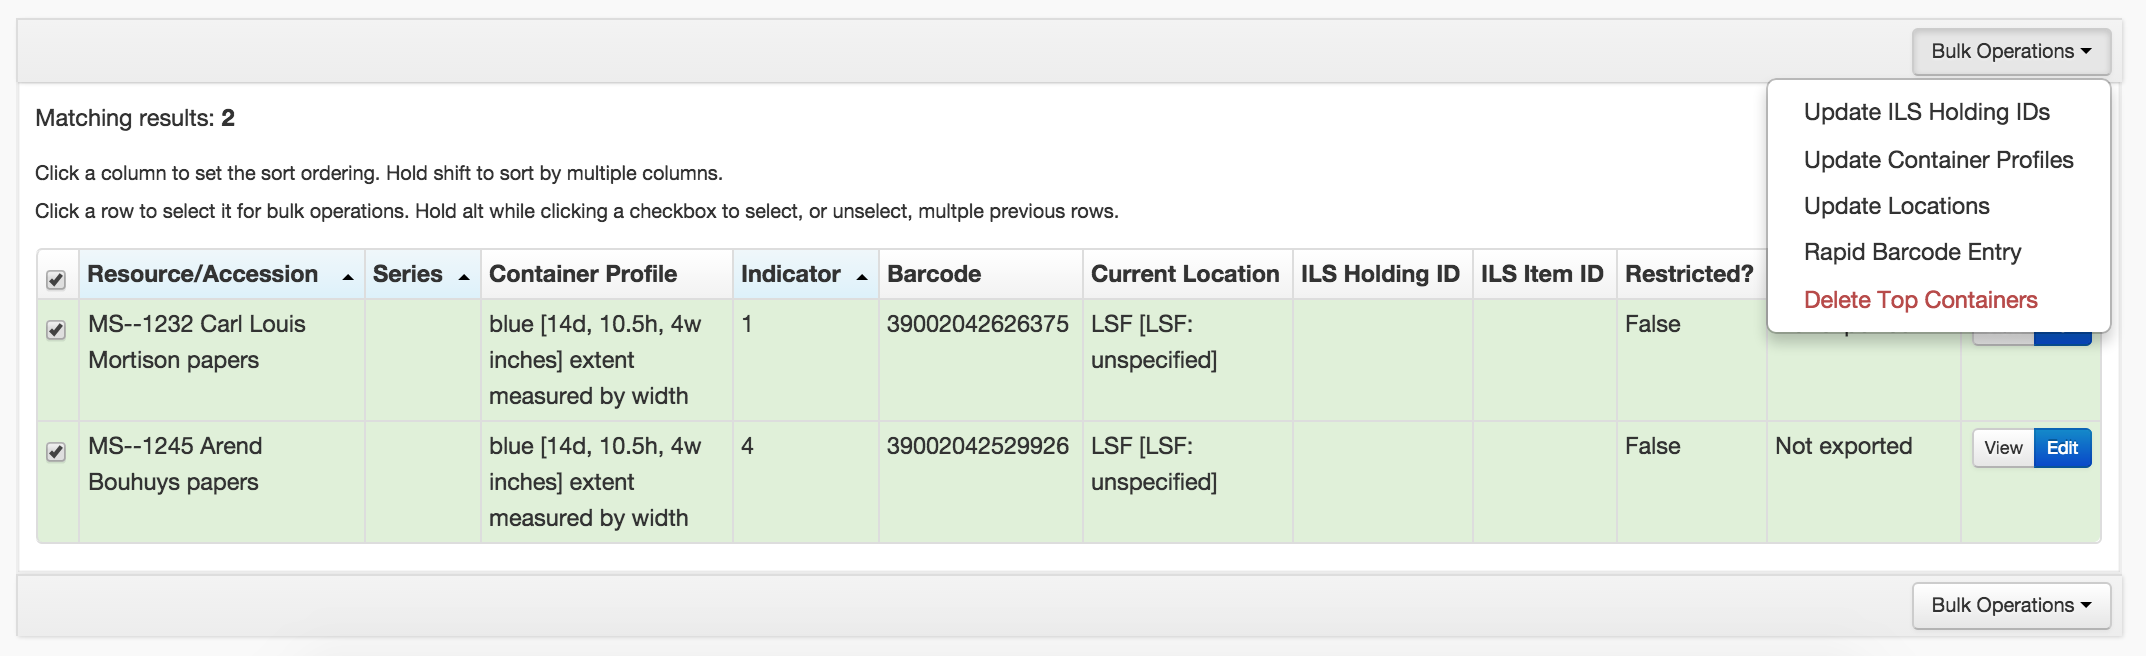 Bulk Operations
Update ILS Holding IDs
Matching results: 2
Update Container Profiles
Click a column to set the sort ordering. Hold shift to sort by multiple columns.
Update Locations
Click a row to select it for bulk operations. Hold alt while clicking a checkbox to select, or unselect, multple previous rows.
Rapid Barcode Entry
Delete Top Containers
Resource/Accession Series Container Profile Indicator Barcode Current Location ILS Holding ID ILS Item ID Restricted?
MS--1232 Carl Louis blue [14d, 10.5h, 4w 1 39002042626375 LSF [LSF: False
Mortison papers inches] extent unspecified]
measured by width
MS--1245 Arend blue [14d, 10.5h, 4w 4 39002042529926 LSF [LSF: False Not exported View Edit
Bouhuys papers inches] extent unspecified]
measured by width
Bulk Operations